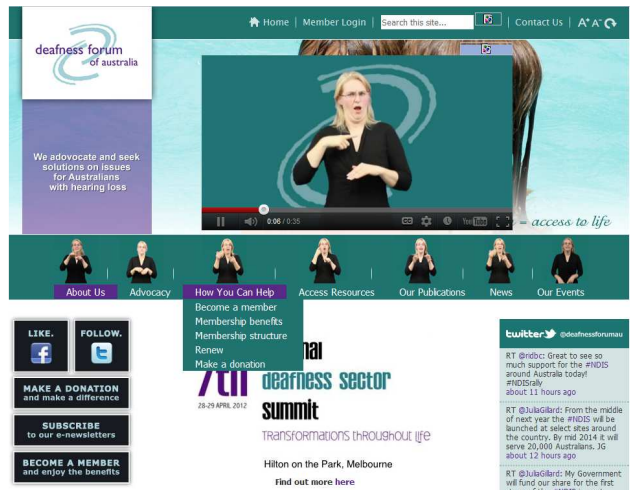 Home | Member Login | Search this site... | Contact Us | A+ A-
deafness forum
of australia
We adovocate and seek
solutions on issues
for Australians
with hearing loss
0:06 / 0:35
CC
YouTube
= access to life
About Us
Advocacy
How You Can Help
Access Resources
Our Publications
News
Our Events
Become a member
Membership benefits
Membership structure
Renew
Make a donation
LIKE.
FOLLOW.
MAKE A DONATION
and make a difference
SUBSCRIBE
to our e-newsletters
BECOME A MEMBER
and enjoy the benefits
7th
deafness sector
summit
28-29 APRIL 2012
Transformations throughout life
Hilton on the Park, Melbourne
Find out more here
twitter @deafnessforumau
RT @ridbc: Great to see so
much support for the #NDIS
around Australia today!
#NDISrally
about 11 hours ago
RT @JuliaGillard: From the middle
of next year the #NDIS will be
launched at select sites around
the country. By mid 2014 it will
serve 20,000 Australians. JG
about 12 hours ago
RT @JuliaGillard: My Government
will fund our share for the first